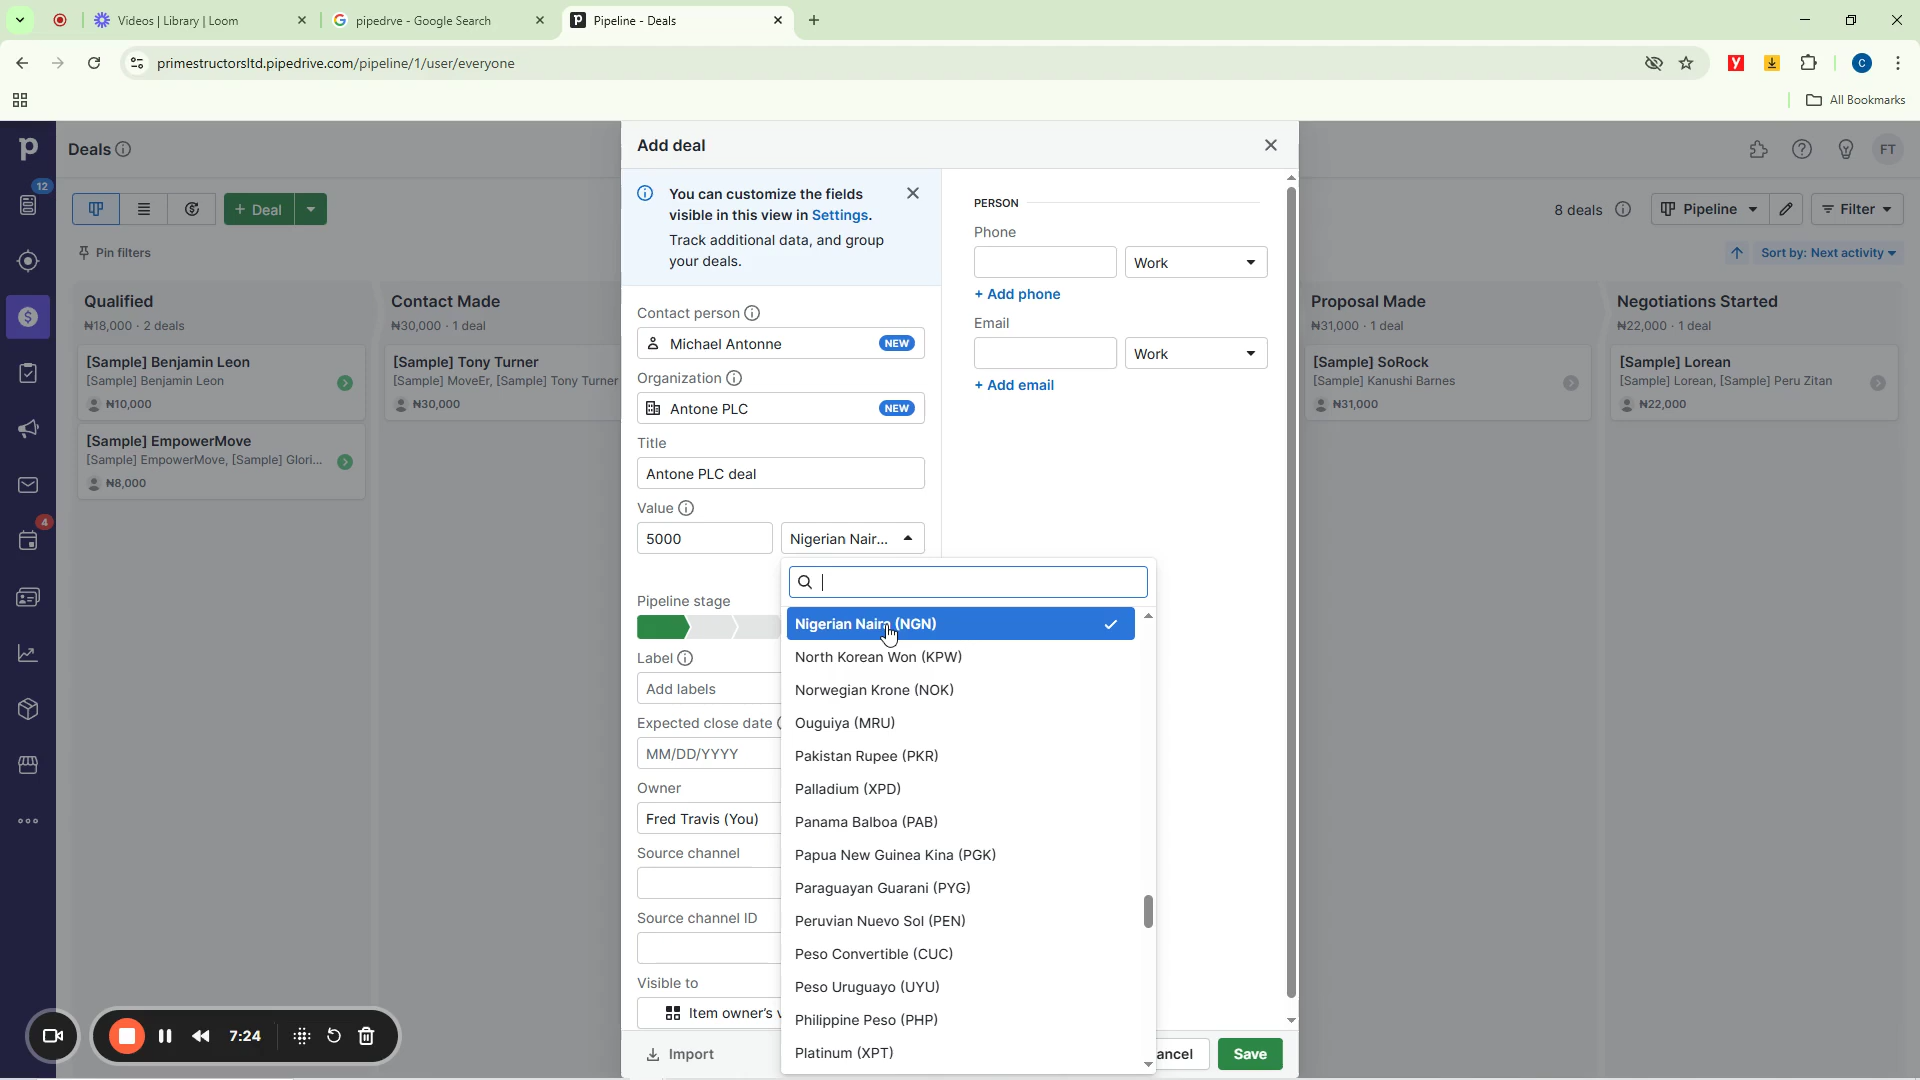 Videos | Library | Loom
pipedrve - Google Search
Pipeline - Deals
primestructorsltd.pipedrive.com/pipeline/1/user/everyone
y
C
All Bookmarks
p
Deals
FT
12
+ Deal
8 deals
Pipeline
Filter
Pin filters
Sort by: Next activity
Qualified
₦18,000 · 2 deals
Contact Made
₦30,000 · 1 deal
Proposal Made
₦31,000 · 1 deal
Negotiations Started
₦22,000 · 1 deal
[Sample] Benjamin Leon
[Sample] Benjamin Leon
₦10,000
[Sample] EmpowerMove
[Sample] EmpowerMove, [Sample] Glori...
₦8,000
[Sample] Tony Turner
[Sample] MoveEr, [Sample] Tony Turner
₦30,000
[Sample] SoRock
[Sample] Kanushi Barnes
₦31,000
[Sample] Lorean
[Sample] Lorean, [Sample] Peru Zitan
₦22,000
4
Add deal
You can customize the fields
visible in this view in Settings.
Track additional data, and group
your deals.
Contact person
Michael Antonne
NEW
Organization
Antone PLC
NEW
Title
Antone PLC deal
Value
5000
Nigerian Nair...
Pipeline stage
Label
Add labels
Expected close date
MM/DD/YYYY
Owner
Fred Travis (You)
Source channel
Source channel ID
Visible to
Item owner's
PERSON
Phone
Work
+ Add phone
Email
Work
+ Add email
Nigerian Naira (NGN)
North Korean Won (KPW)
Norwegian Krone (NOK)
Ouguiya (MRU)
Pakistan Rupee (PKR)
Palladium (XPD)
Panama Balboa (PAB)
Papua New Guinea Kina (PGK)
Paraguayan Guarani (PYG)
Peruvian Nuevo Sol (PEN)
Peso Convertible (CUC)
Peso Uruguayo (UYU)
Philippine Peso (PHP)
Platinum (XPT)
Import
ancel
Save
7:24